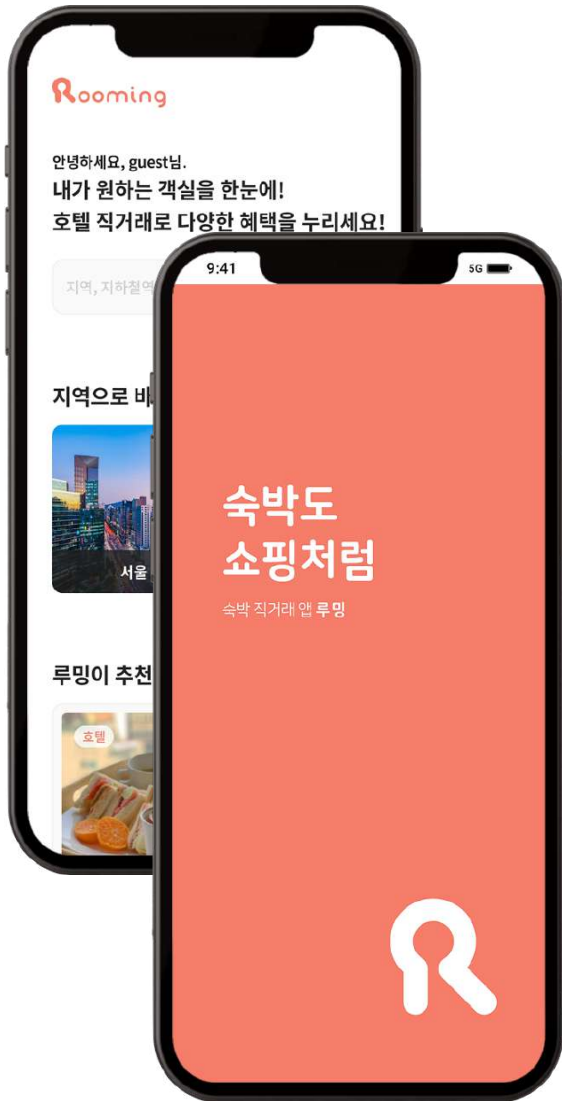 Rooming
안녕하세요, guest님.
내가 원하는 객실을 한눈에!
호텔 직거래로 다양한 혜택을 누리세요!
지역, 지하철역
지역으로
서울
루밍이 추천
호텔
9:41
5G
숙박도
쇼핑처럼
숙박 직거래 앱 루밍